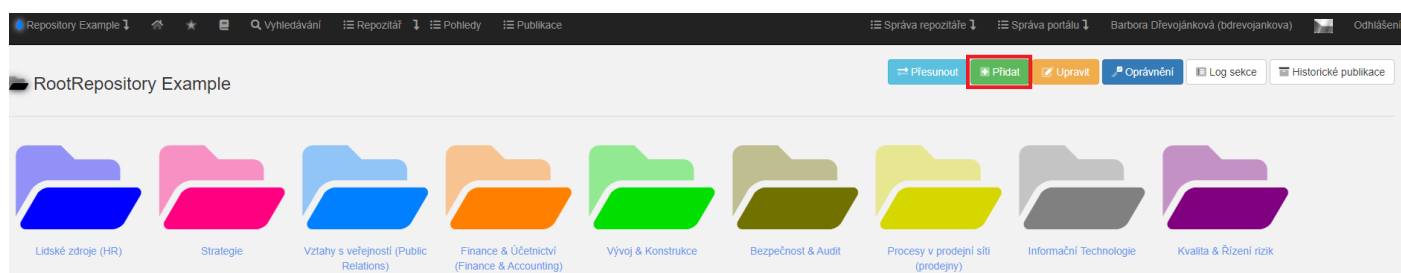 Repository Example Vyhledávání Repozitář Pohledy Publikace Správa repozitáře Správa portálu Barbora Dřevojánková (bdrevojankova) Odhlášení
RootRepository Example Přesunout Přidat Upravit Oprávnění Log sekce Historické publikace
Lidské zdroje (HR) Strategie Vztahy s veřejností (Public Finance & Účetnictví Vývoj & Konstrukce Bezpečnost & Audit Procesy v prodejní síti Informační Technologie Kvalita & Řízení rizik
Relations) (Finance & Accounting) (prodejny)